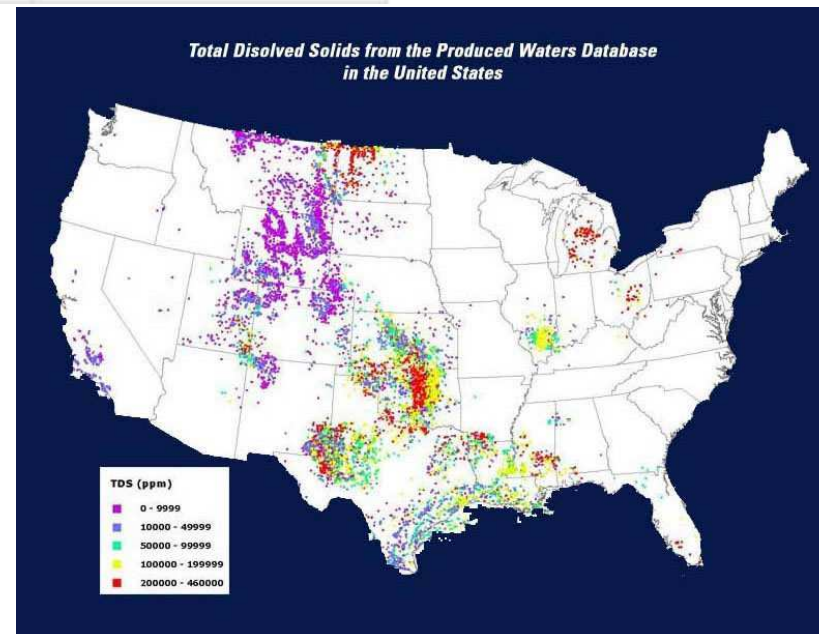 Total Disolved Solids from the Produced Waters Database
in the United States
TDS (ppm)
0 - 9999
10000 - 49999
50000 - 99999
100000 - 199999
200000 - 460000